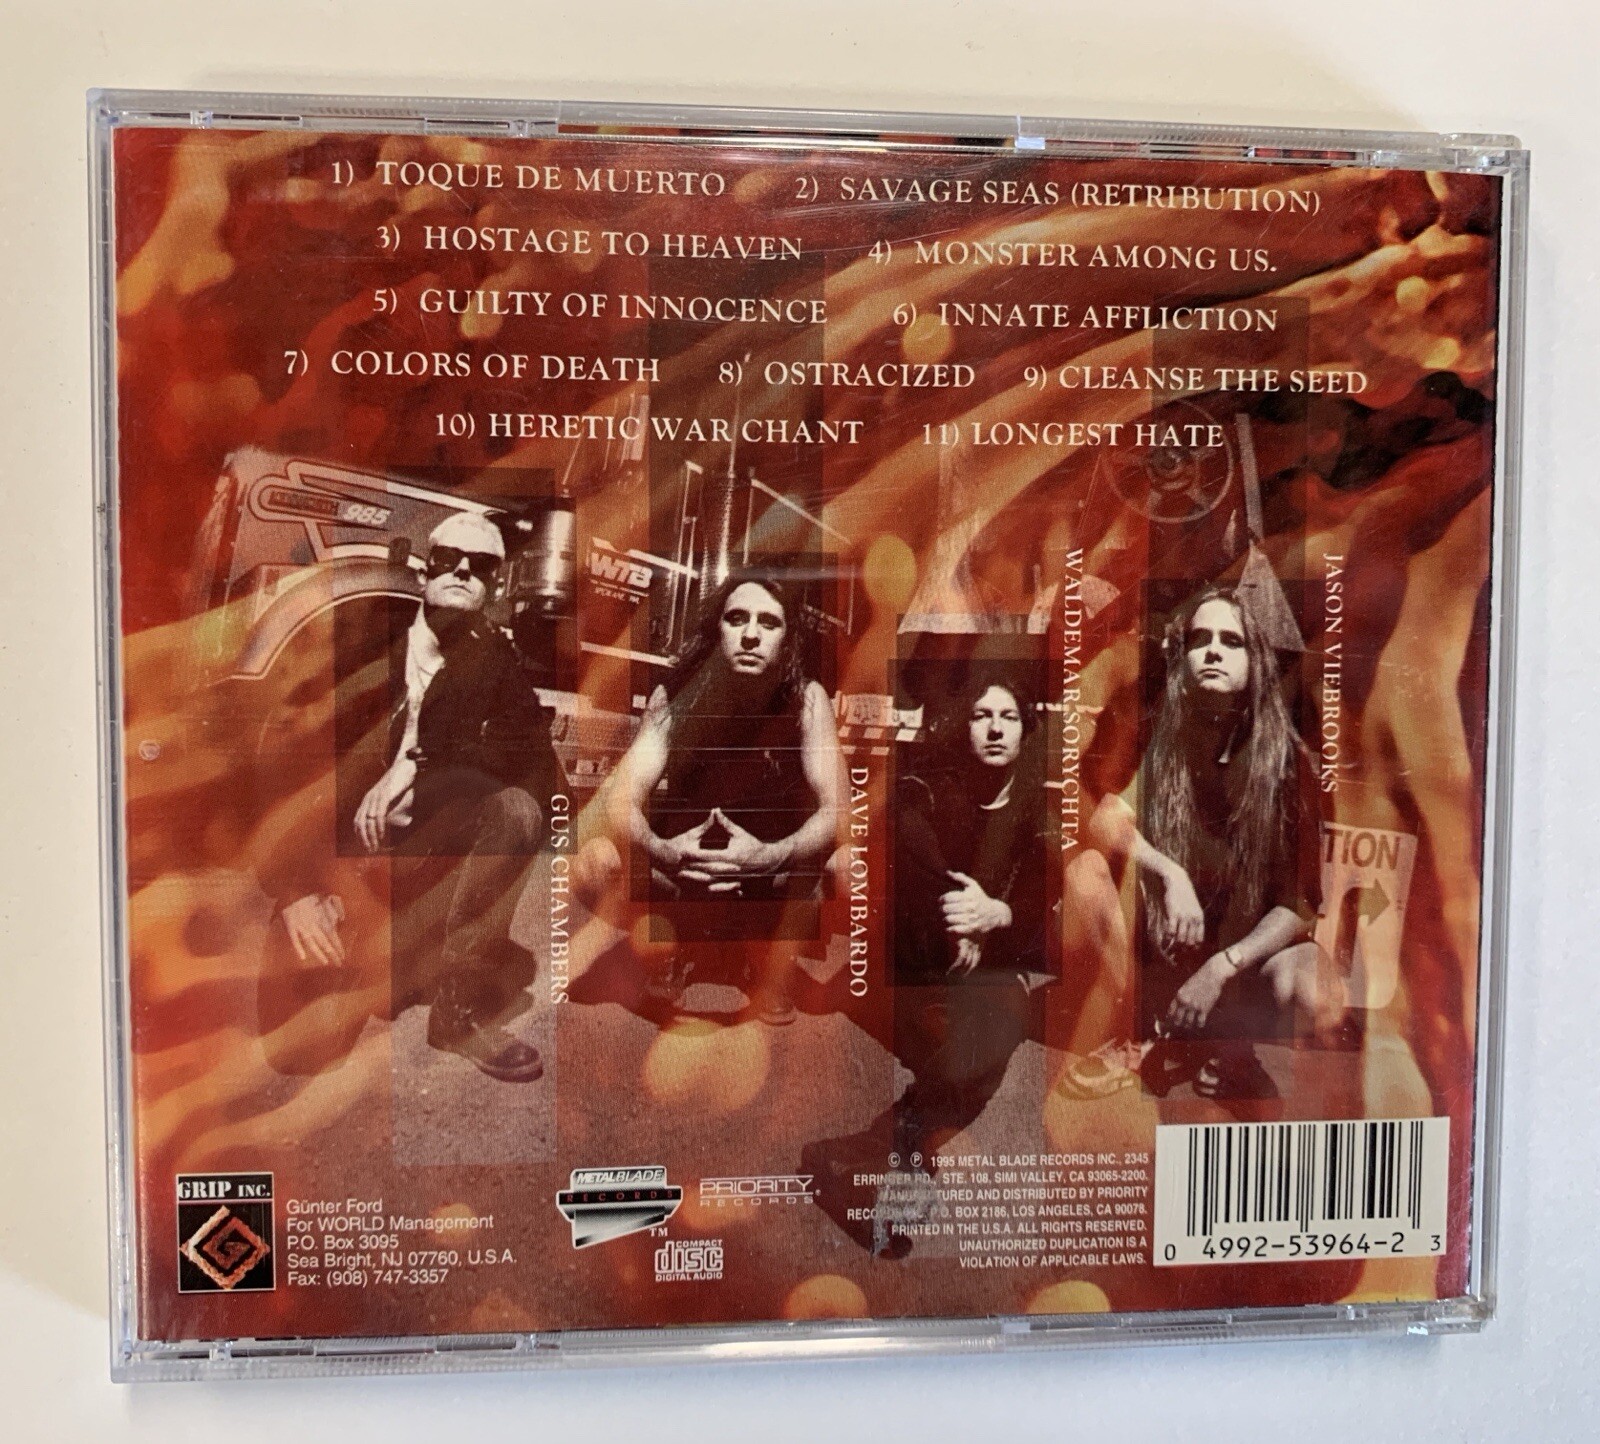 1) TOQUE DE MUERTO 2) SAVAGE SEAS (RETRIBUTION)
3) HOSTAGE TO HEAVEN 4) MONSTER AMONG US.
5) GUILTY OF INNOCENCE 6) INNATE AFFLICTION
7) COLORS OF DEATH 8) OSTRACIZED 9) CLEANSE THE SEED
10) HERETIC WAR CHANT 11) LONGEST HATE
985
WTB
GUS CHAMBERS
DAVE LOMBARDO
WALDEMAR SORYCHTA
JASON VIEBROOKS
TION
GRIP INC.
Günter Ford
For WORLD Management
P.O. Box 3095
Sea Bright, NJ 07760, U.S.A.
Fax: (908) 747-3357
METAL BLADE
RECORDS
TM
PRIORITY
RECORDS®
COMPACT
disc
DIGITAL AUDIO
© ℗ 1995 METAL BLADE RECORDS INC., 2345
ERRINGER RD., STE. 108, SIMI VALLEY, CA 93065-2200.
MANUFACTURED AND DISTRIBUTED BY PRIORITY
RECORDS P.O. BOX 2186, LOS ANGELES, CA 90078.
PRINTED IN THE U.S.A. ALL RIGHTS RESERVED.
UNAUTHORIZED DUPLICATION IS A
VIOLATION OF APPLICABLE LAWS.
0 4992-53964-2 3